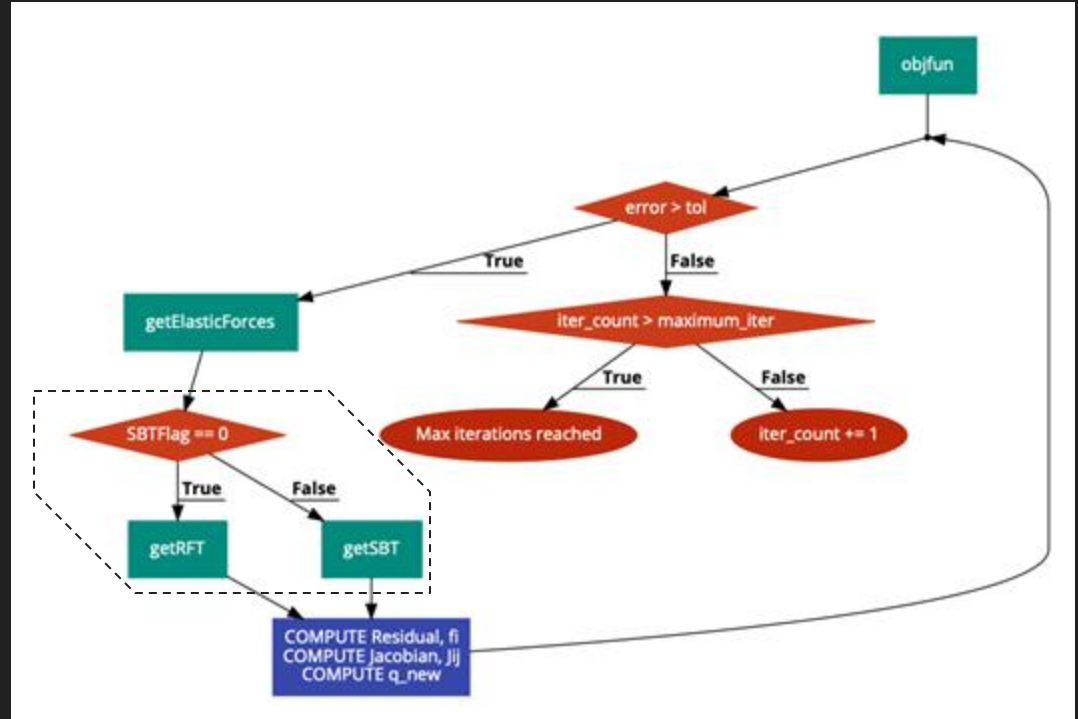 objfun
error > tol
True
False
getElasticForces
iter_count > maximum_iter
True
False
SBTFlag == 0
Max iterations reached
iter_count += 1
True
False
getRFT
getSBT
COMPUTE Residual, fi
COMPUTE Jacobian, Jij
COMPUTE q_new